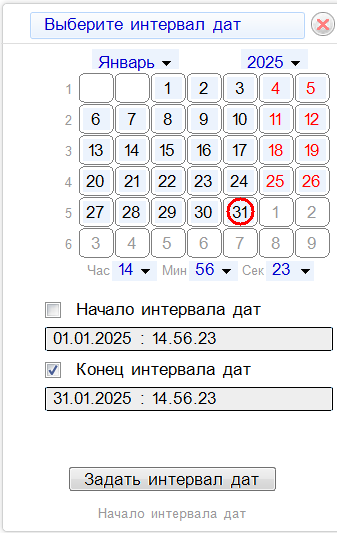 Выберите интервал дат
Январь 2025
1 1 2 3 4 5
2 6 7 8 9 10 11 12
3 13 14 15 16 17 18 19
4 20 21 22 23 24 25 26
5 27 28 29 30 31 1 2
6 3 4 5 6 7 8 9
Час 14 Мин 56 Сек 23
Начало интервала дат
01.01.2025 : 14.56.23
Конец интервала дат
31.01.2025 : 14.56.23
Задать интервал дат
Начало интервала дат